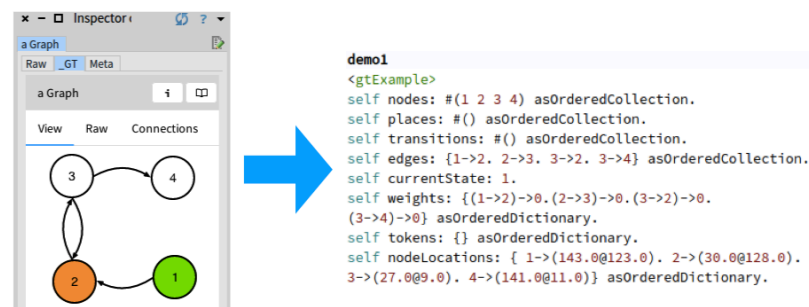 Inspector
?
a Graph
Raw _GT Meta
a Graph i
View Raw Connections
3
4
2
1
demo1
<gtExample>
self nodes: #(1 2 3 4) asOrderedCollection.
self places: #() asOrderedCollection.
self transitions: #() asOrderedCollection.
self edges: {1->2. 2->3. 3->2. 3->4} asOrderedCollection.
self currentState: 1.
self weights: {(1->2)->0.(2->3)->0.(3->2)->0.
(3->4)->0} asOrderedDictionary.
self tokens: {} asOrderedDictionary.
self nodeLocations: { 1->(143.0@123.0). 2->(30.0@128.0).
3->(27.0@9.0). 4->(141.0@11.0)} asOrderedDictionary.